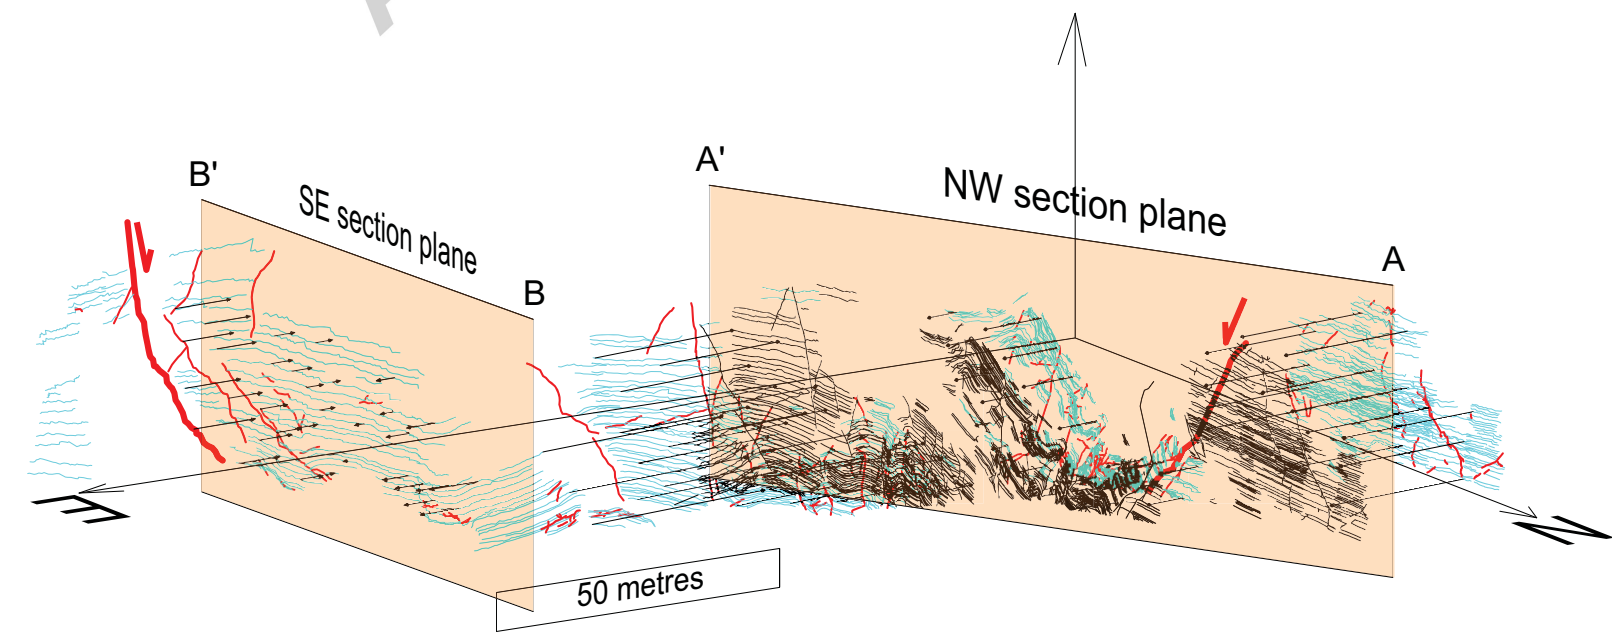 B'
SE section plane
B
A'
NW section plane
A
E
N
50 metres